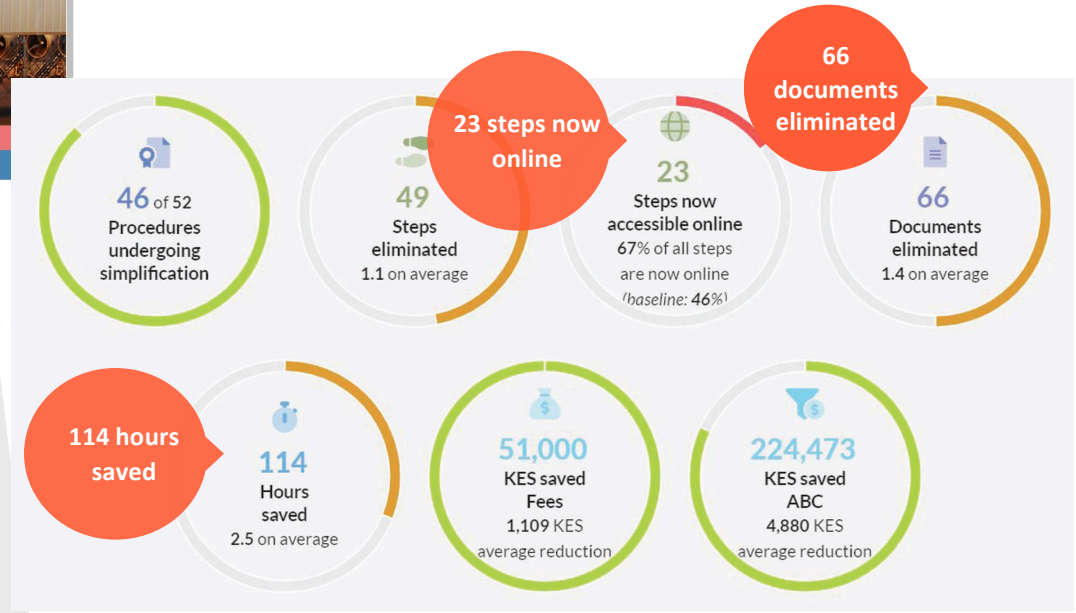 66
documents
eliminated
23 steps now
online
46 of 52
Procedures
undergoing
simplification
49
Steps
eliminated
1.1 on average
23
Steps now
accessible online
67% of all steps
are now online
(baseline: 46%)
66
Documents
eliminated
1.4 on average
114 hours
saved
114
Hours
saved
2.5 on average
$
51,000
KES saved
Fees
1,109 KES
average reduction
$
224,473
KES saved
ABC
4,880 KES
average reduction